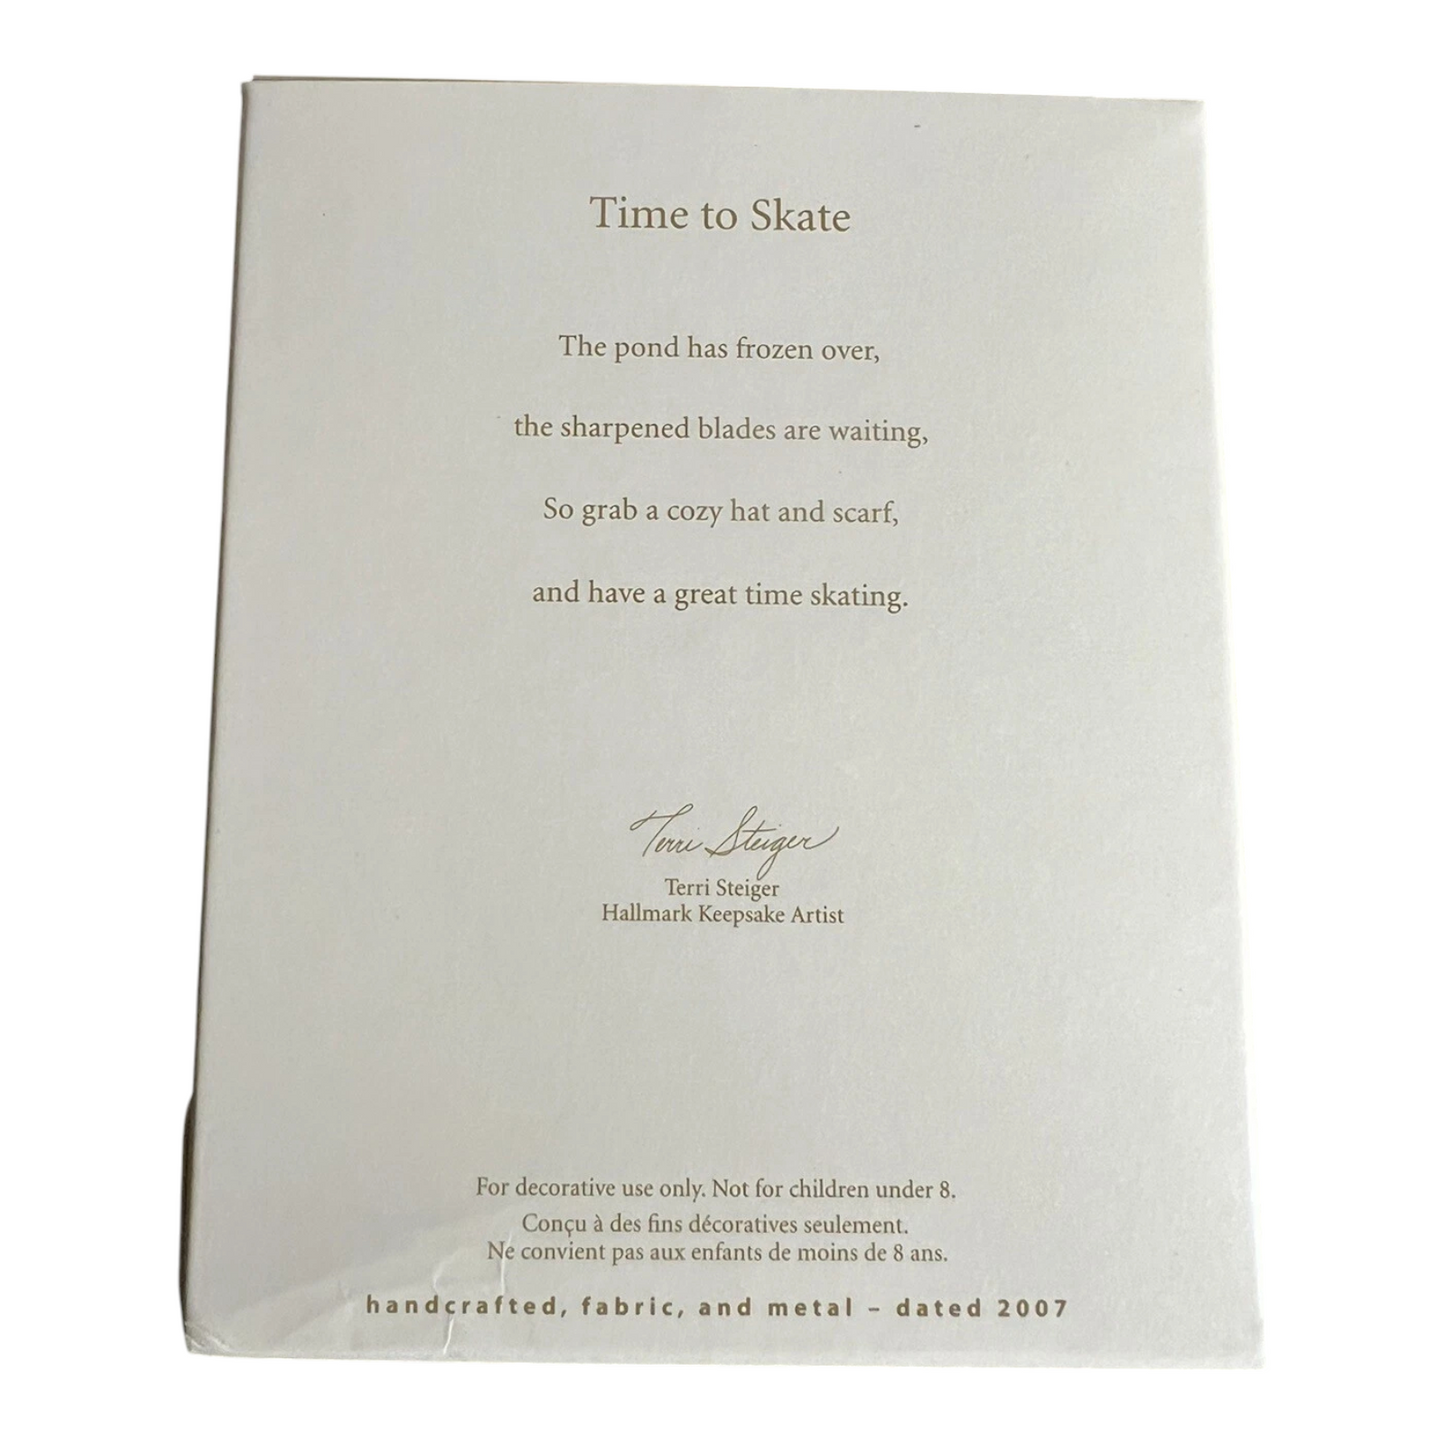 Time to Skate
The pond has frozen over,
the sharpened blades are waiting,
So grab a cozy hat and scarf,
and have a great time skating.
Terri Steiger
Terri Steiger
Hallmark Keepsake Artist
For decorative use only. Not for children under 8.
Conçu à des fins décoratives seulement.
Ne convient pas aux enfants de moins de 8 ans.
handcrafted, fabric, and metal – dated 2007